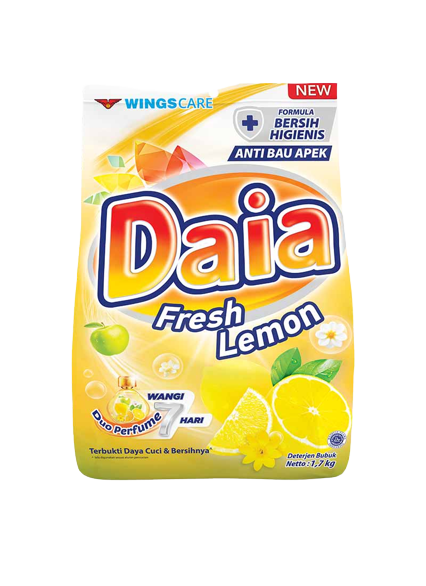 NEW
WINGSCARE
FORMULA
BERSIH
HIGIENIS
ANTI BAU APEK
Daia
Fresh
Lemon
WANGI
7 HARI
Duo Perfume
Terbukti Daya Cuci & Bersihnya*
Deterjen Bubuk
Netto : 1,7 kg